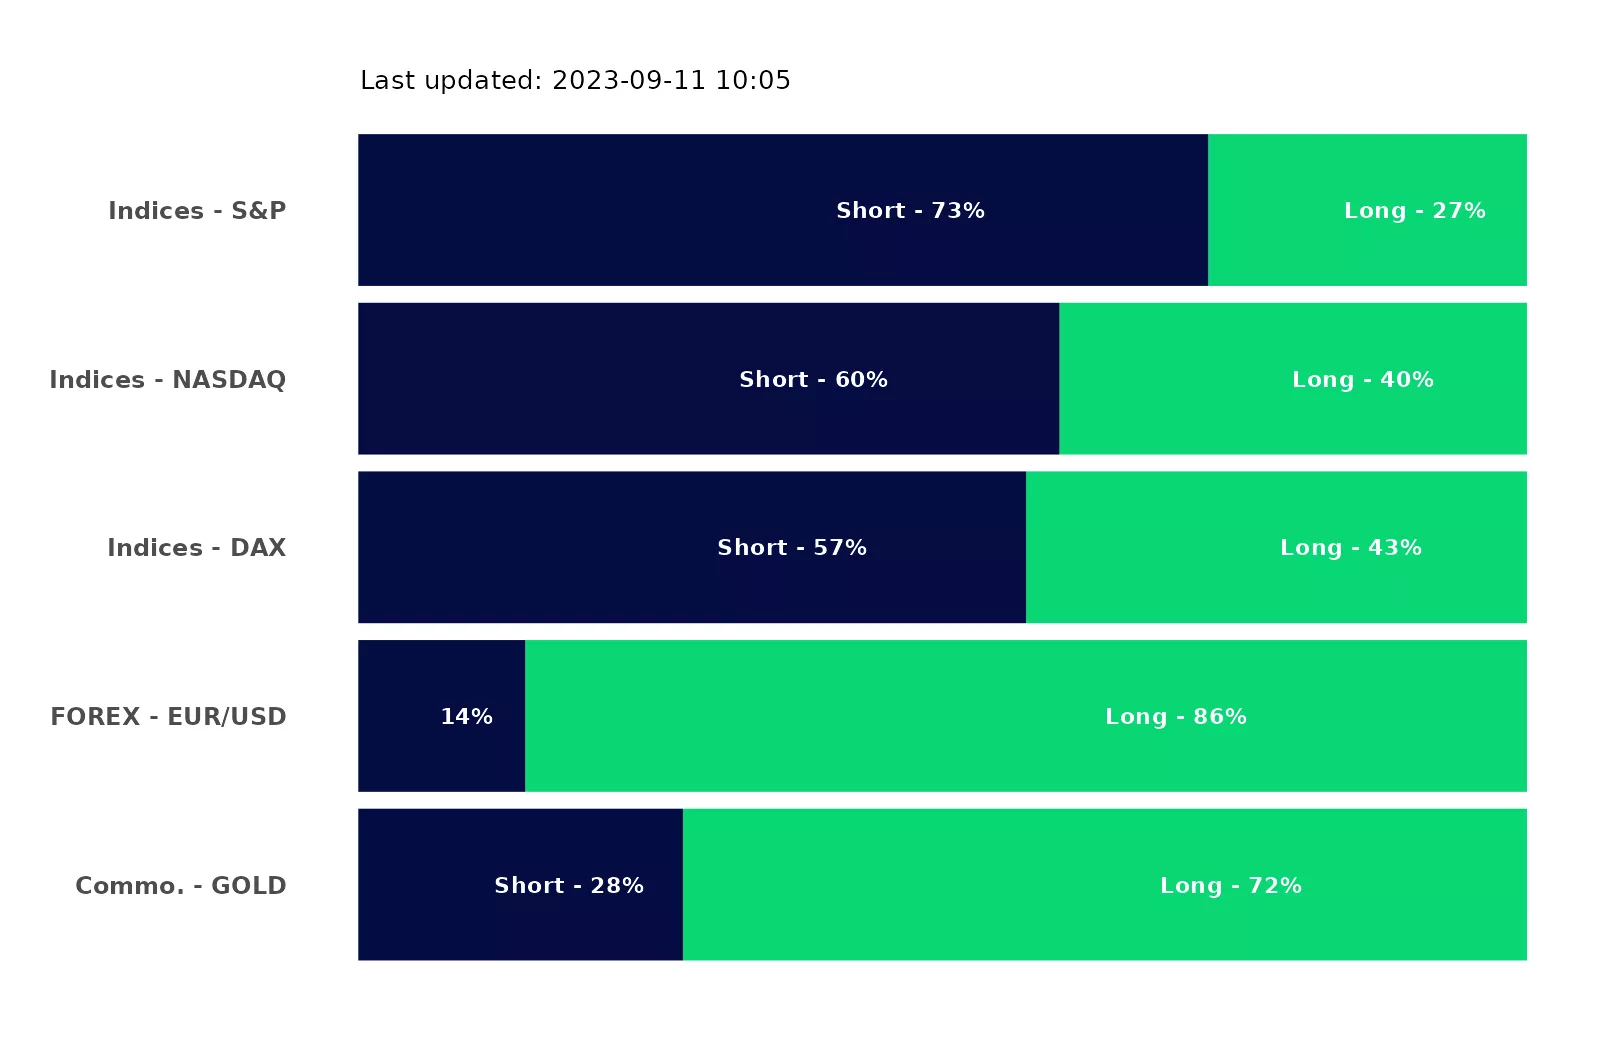 Last updated: 2023-09-11 10:05
Indices - S&P Short - 73% Long - 27%
Indices - NASDAQ Short - 60% Long - 40%
Indices - DAX Short - 57% Long - 43%
FOREX - EUR/USD 14% Long - 86%
Commo. - GOLD Short - 28% Long - 72%